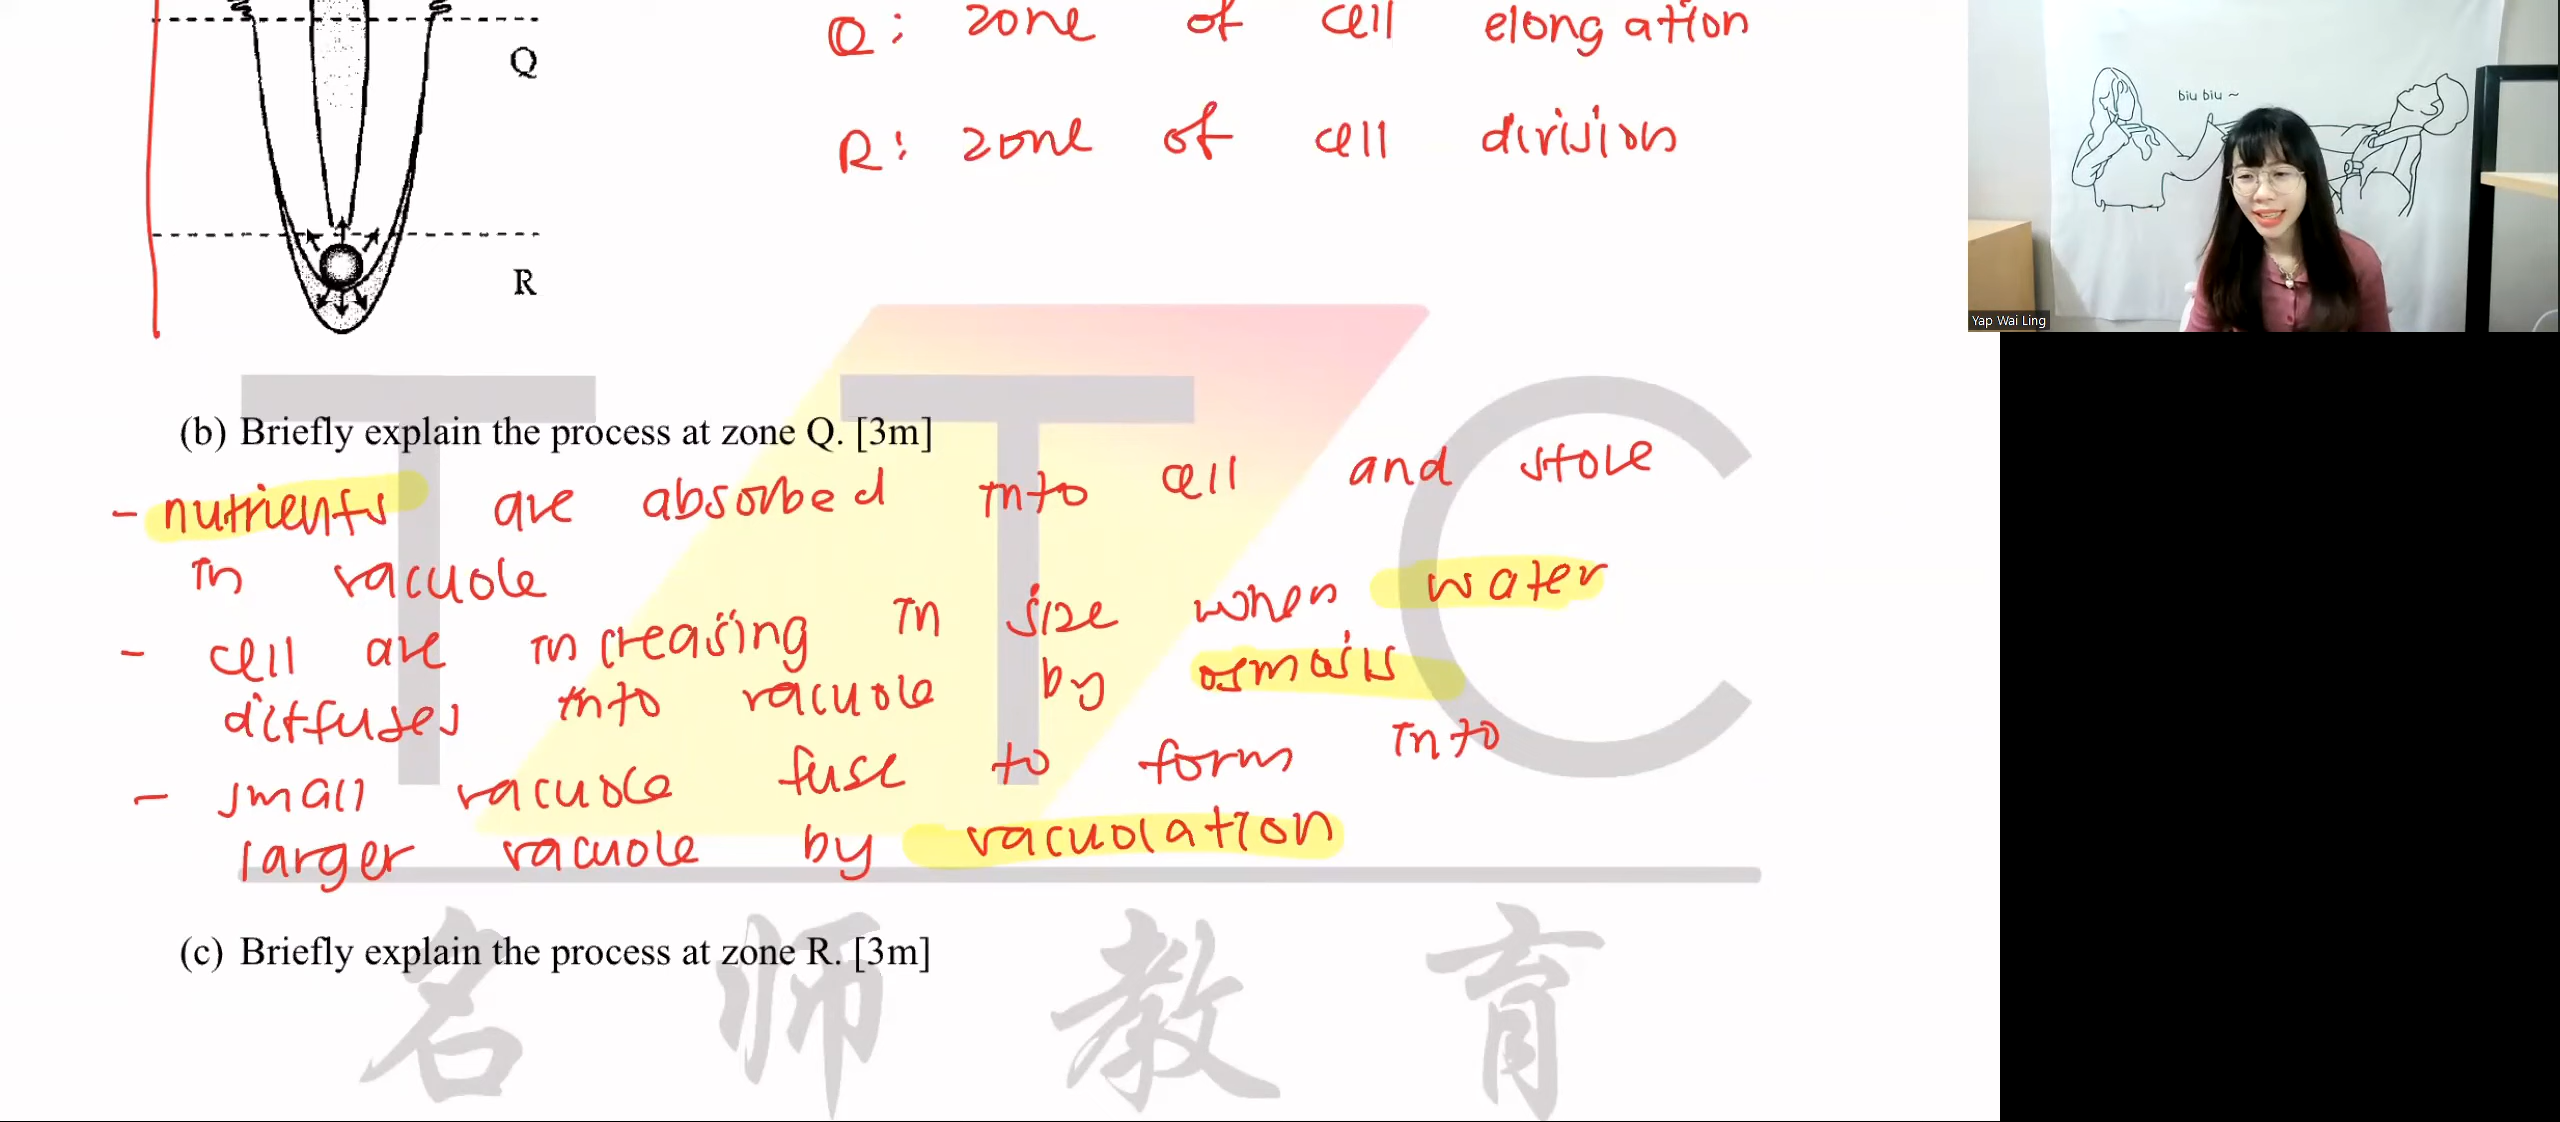 Q: zone of cell elongation
Q
R: zone of cell division
R
biu biu ~
Yap Wai Ling
TTC
(b) Briefly explain the process at zone Q. [3m]
- nutrients are absorbed into cell and store
in vacuole
- cell are increasing in size when water
diffuses into vacuole by osmosis
- small vacuole fuse to form into
larger vacuole by vacuolation
(c) Briefly explain the process at zone R. [3m]
名师教育